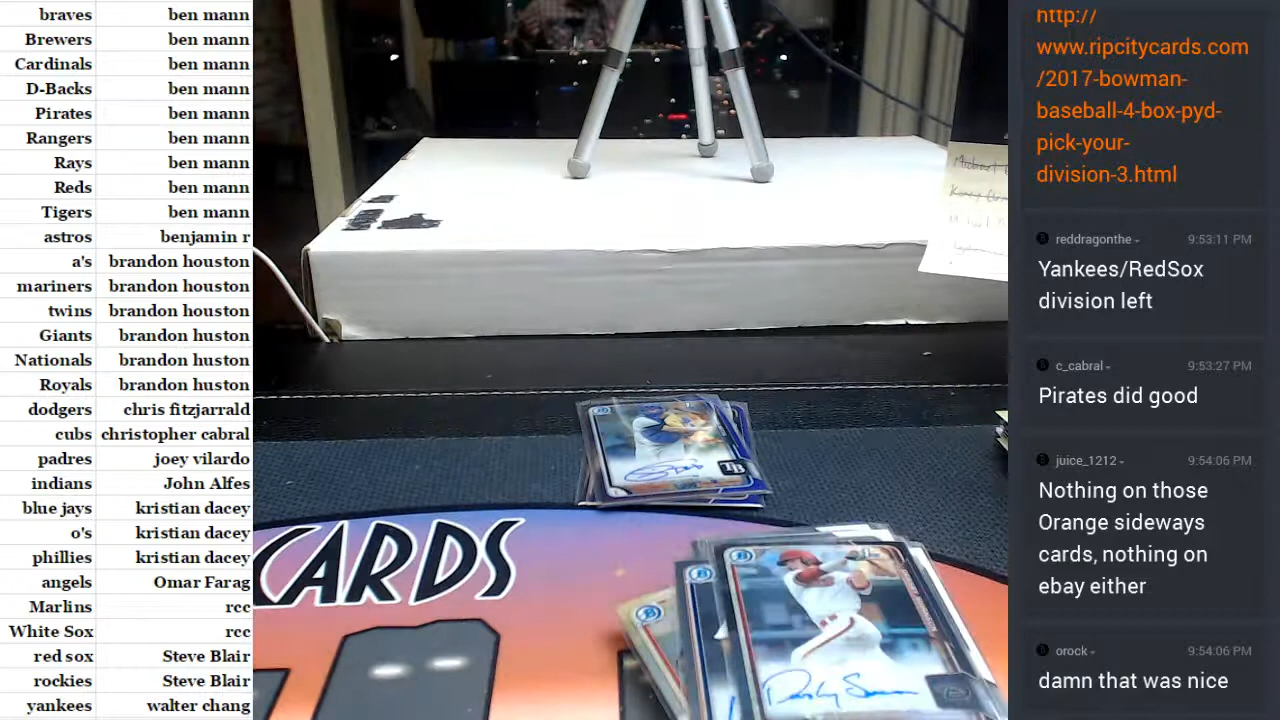 braves ben mann
Brewers ben mann
Cardinals ben mann
D-Backs ben mann
Pirates ben mann
Rangers ben mann
Rays ben mann
Reds ben mann
Tigers ben mann
astros benjamin r
a's brandon houston
mariners brandon houston
twins brandon houston
Giants brandon huston
Nationals brandon huston
Royals brandon huston
dodgers chris fitzjarrald
cubs christopher cabral
padres joey vilardo
indians John Alfes
blue jays kristian dacey
o's kristian dacey
phillies kristian dacey
angels Omar Farag
Marlins rcc
White Sox rcc
red sox Steve Blair
rockies Steve Blair
yankees walter chang
CARDS
http://
www.ripcitycards.com
/2017-bowman-
baseball-4-box-pyd-
pick-your-
division-3.html
reddragonthe 9:53:11 PM
Yankees/RedSox
division left
c_cabral 9:53:27 PM
Pirates did good
juice_1212 9:54:06 PM
Nothing on those
Orange sideways
cards, nothing on
ebay either
orock 9:54:06 PM
damn that was nice